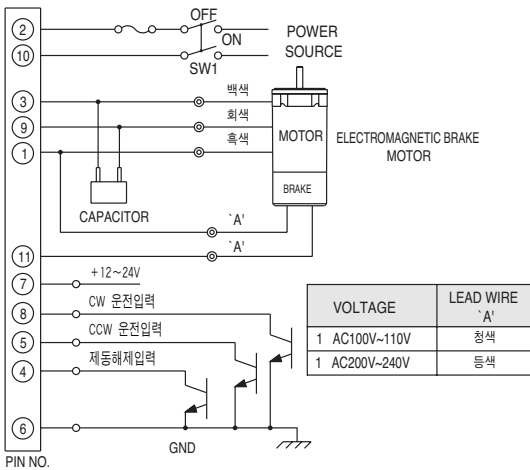 OFF
2
ON
POWER
SOURCE
10
SW1
3
백색
9
회색
1
흑색
MOTOR
ELECTROMAGNETIC BRAKE
MOTOR
BRAKE
CAPACITOR
`A'
`A'
11
7
+12~24V
8
CW 운전입력
5
CCW 운전입력
4
제동해제입력
6
GND
PIN NO.
VOLTAGE
LEAD WIRE
`A'
1 AC100V~110V
청색
1 AC200V~240V
등색